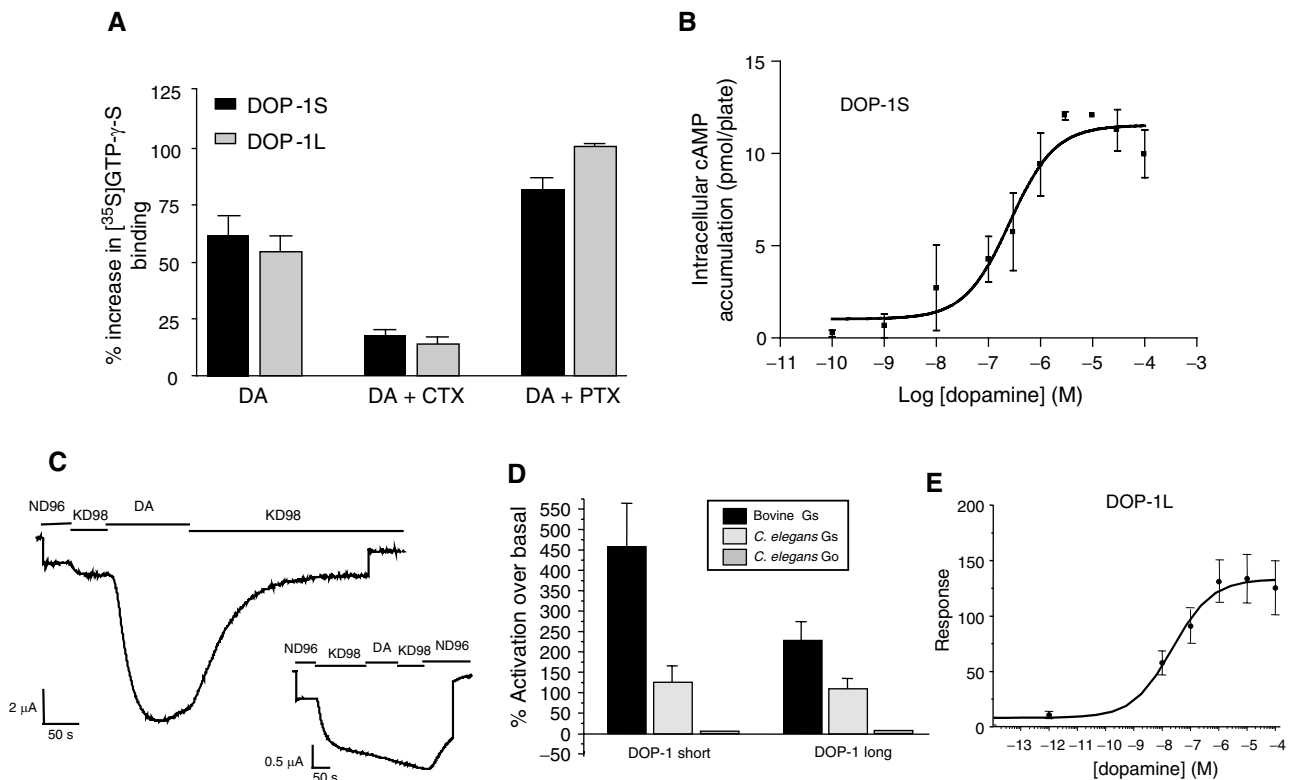 A
% increase in [³⁵S]GTP-γ-S
binding
125
100
75
50
25
0
DOP-1S
DOP-1L
DA
DA + CTX
DA + PTX
B
Intracellular cAMP
accumulation (pmol/plate)
15
10
5
0
DOP-1S
−11
−10
−9
−8
−7
−6
−5
−4
−3
Log [dopamine] (M)
C
ND96
KD98
DA
KD98
2 μA
50 s
ND96
KD98
DA
KD98
ND96
0.5 μA
50 s
D
% Activation over basal
550
500
450
400
350
300
250
200
150
100
50
0
−50
Bovine Gs
C. elegans Gs
C. elegans Go
DOP-1 short
DOP-1 long
E
DOP-1L
Response
200
150
100
50
0
−13
−12
−11
−10
−9
−8
−7
−6
−5
−4
[dopamine] (M)